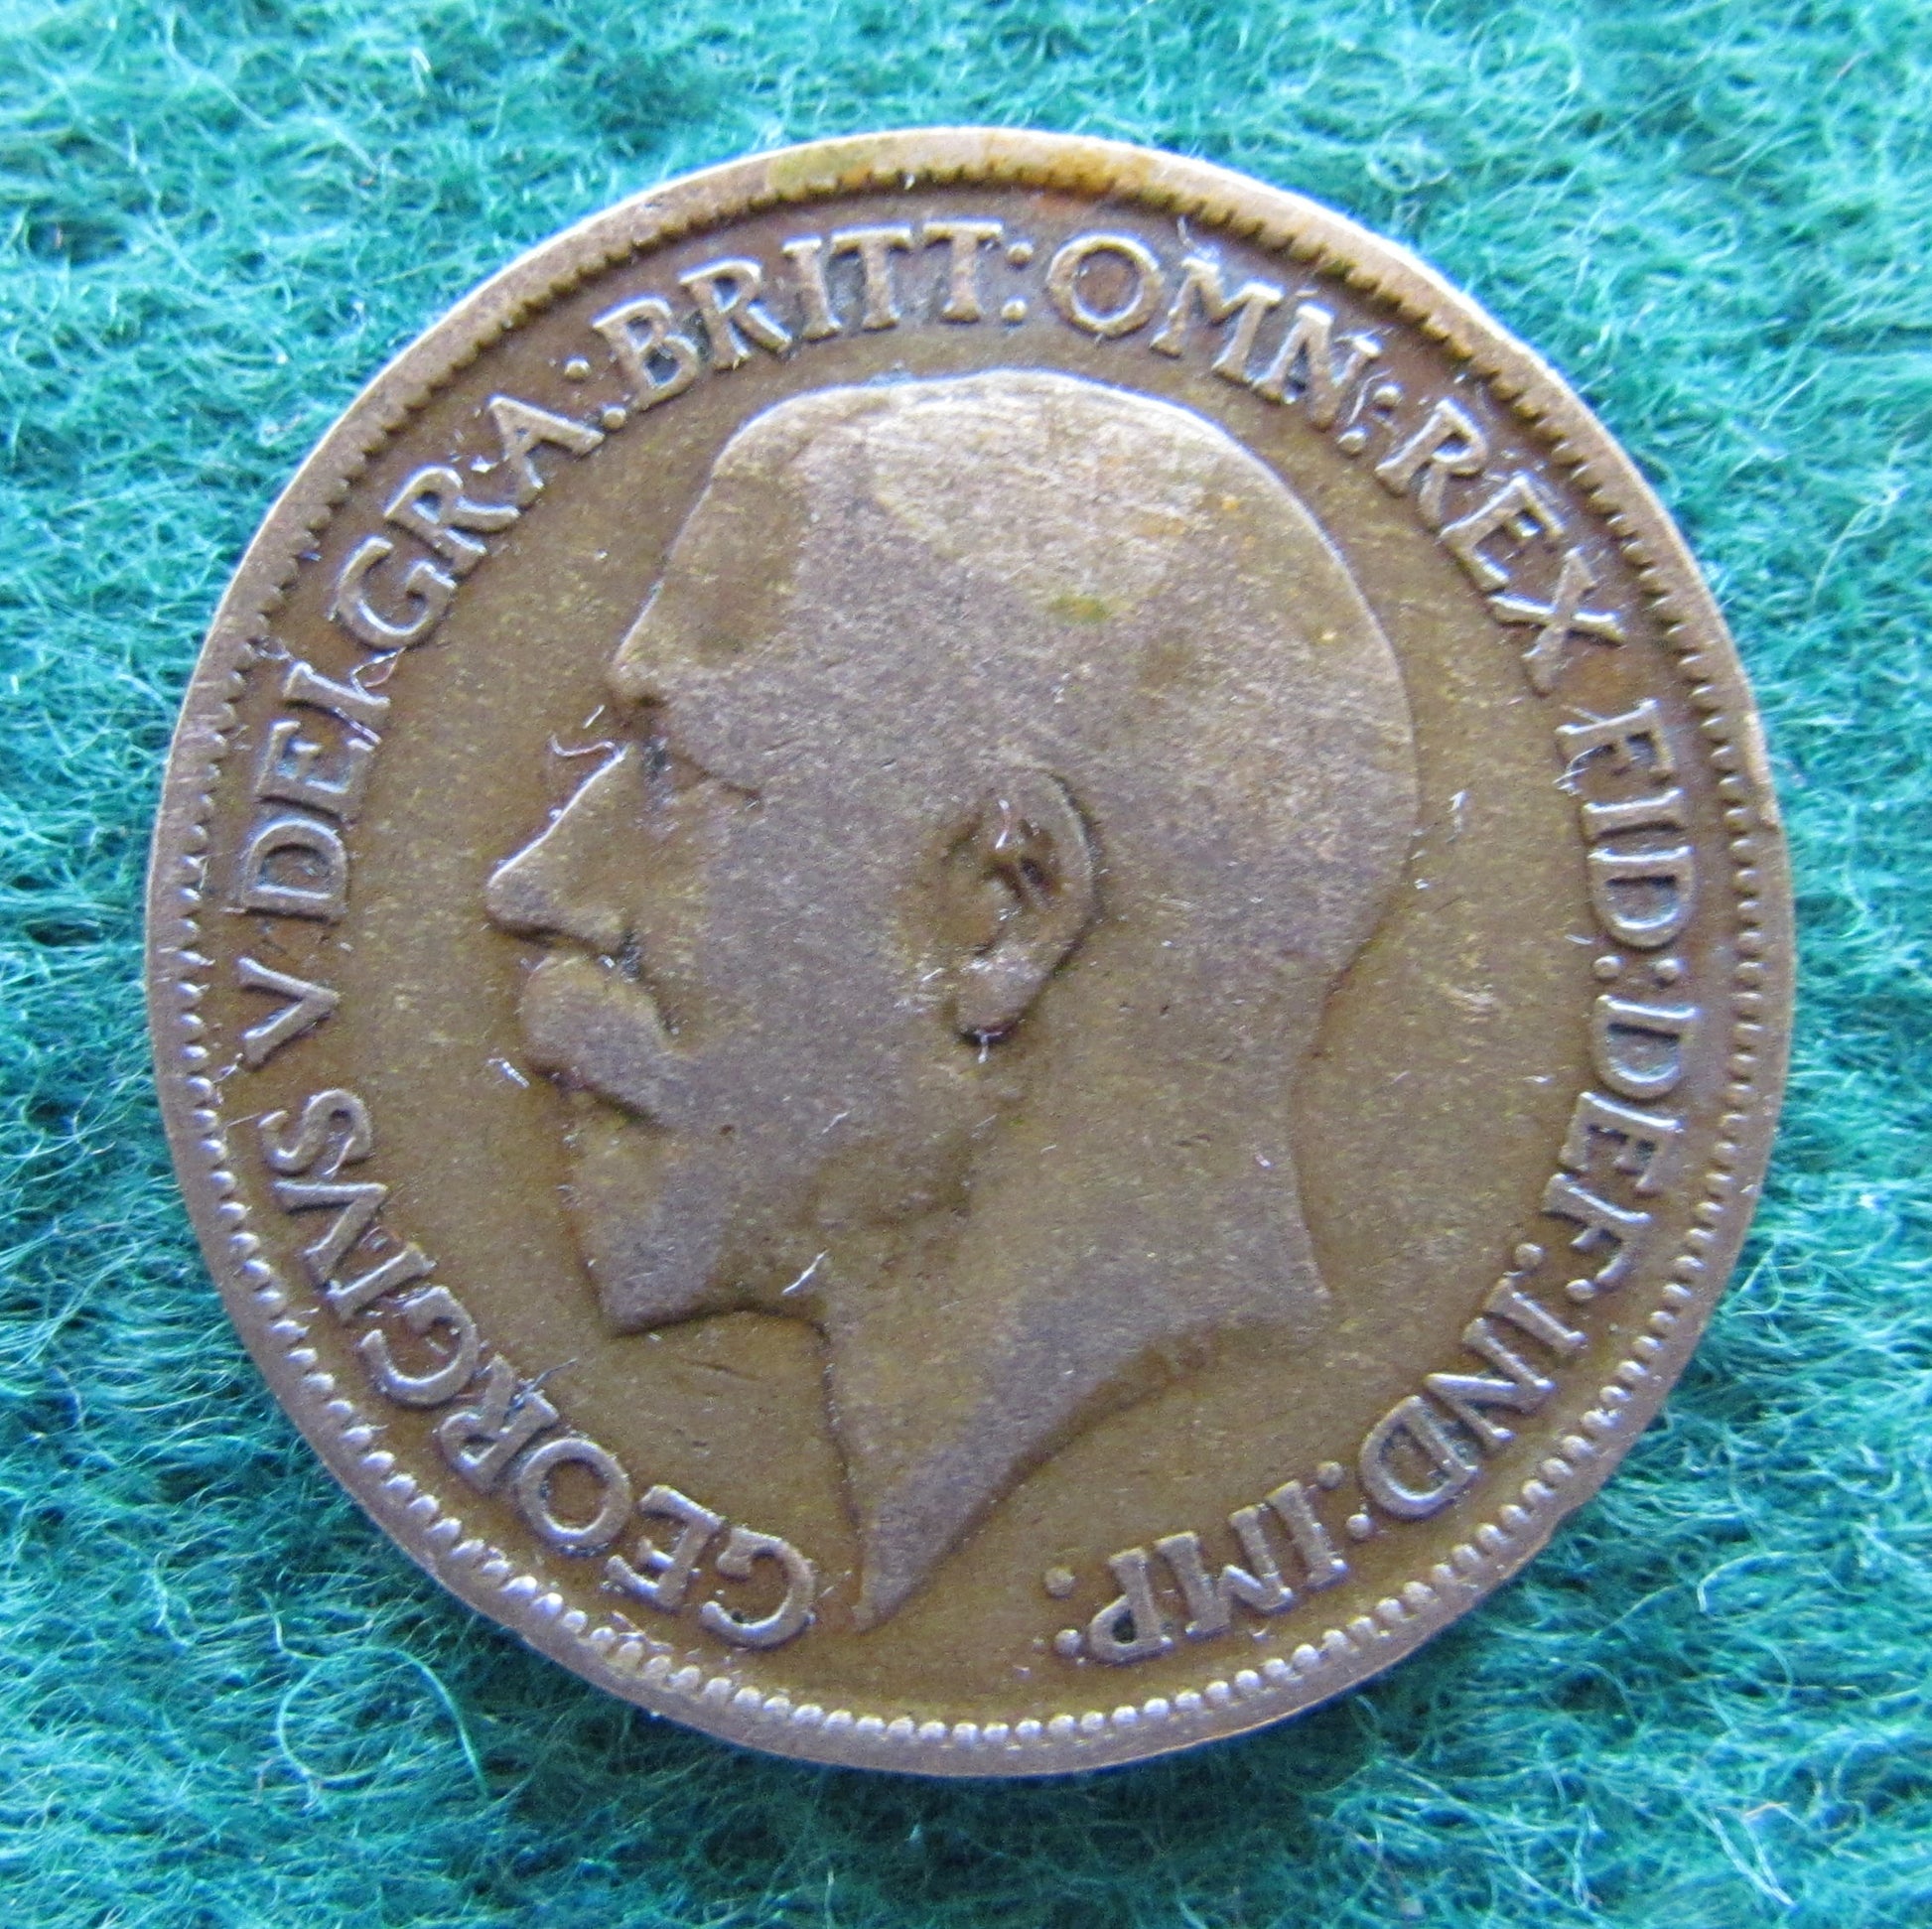 GEORGIVS V DEI GRA: BRITT: OMN: REX FID: DEF: IND: IMP: